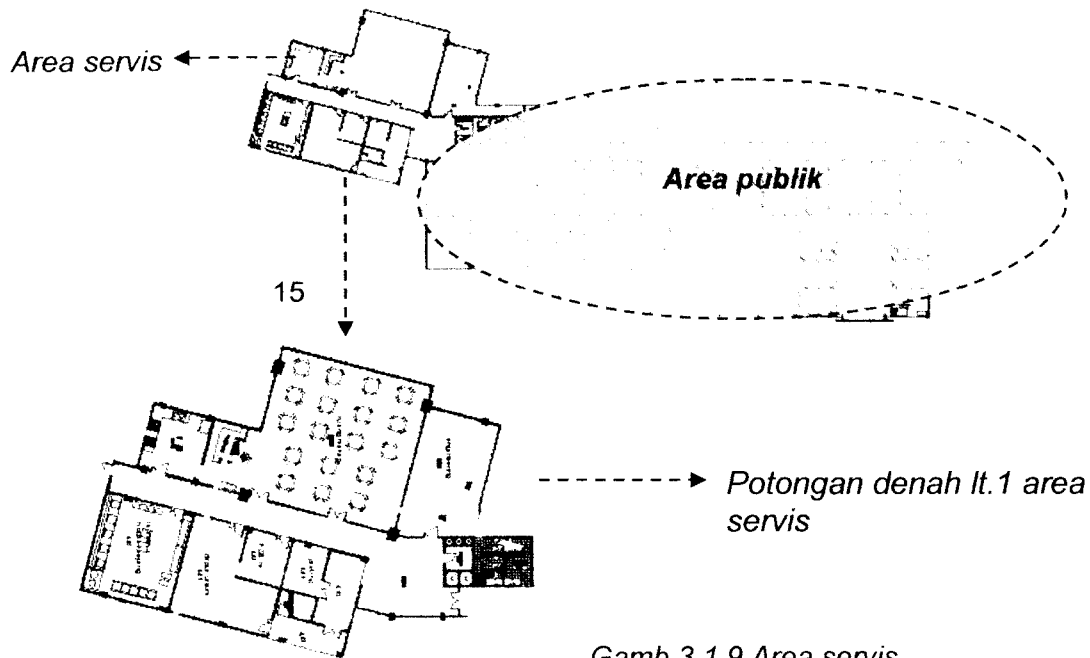 Area servis
Area publik
15
Potongan denah lt.1 area
servis
Gamb 3.1.9 Area servis